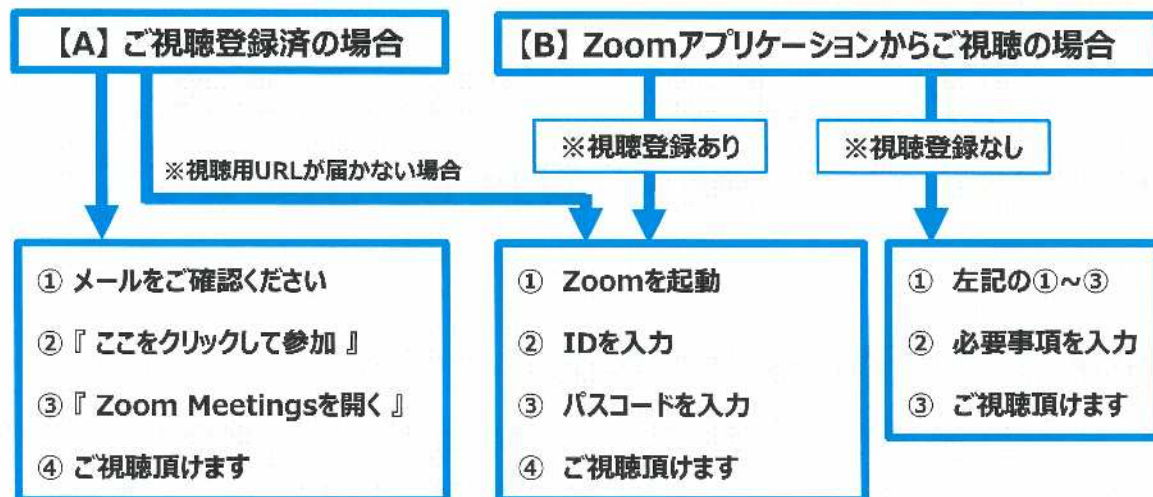 【A】ご視聴登録済の場合
【B】Zoomアプリケーションからご視聴の場合
※視聴用URLが届かない場合
※視聴登録あり
※視聴登録なし
① メールをご確認ください
②『 ここをクリックして参加 』
③『 Zoom Meetingsを開く 』
④ ご視聴頂けます
① Zoomを起動
② IDを入力
③ パスコードを入力
④ ご視聴頂けます
① 左記の①~③
② 必要事項を入力
③ ご視聴頂けます